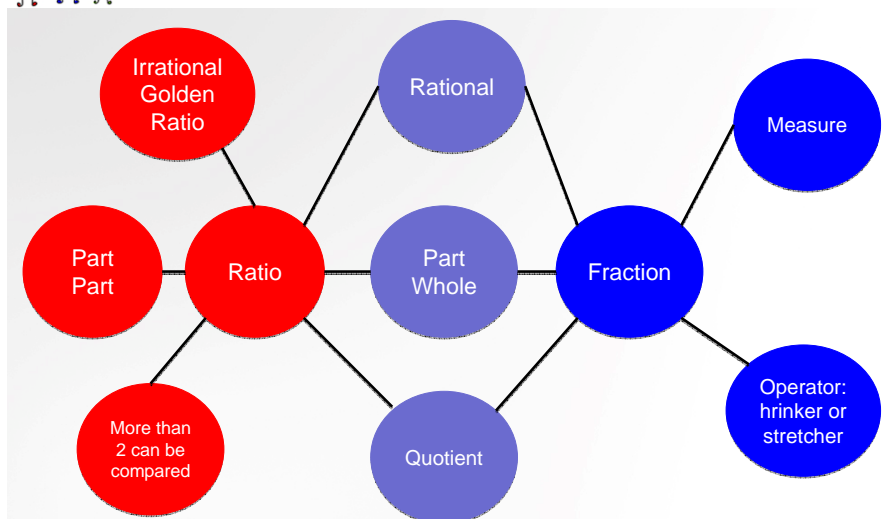 Irrational
Golden
Ratio
Rational
Measure
Part
Part
Ratio
Part
Whole
Fraction
More than
2 can be
compared
Quotient
Operator:
hrinker or
stretcher